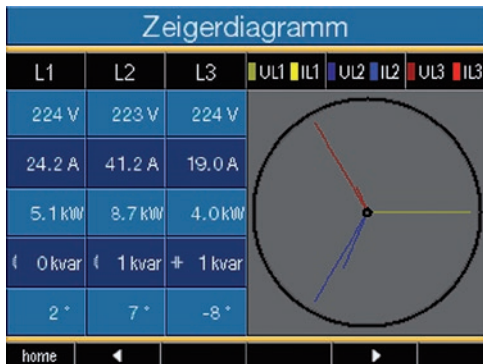 Zeigerdiagramm
L1 L2 L3 UL1 IL1 UL2 IL2 UL3 IL3
224 V 223 V 224 V
24.2 A 41.2 A 19.0 A
5.1 kW 8.7 kW 4.0 kW
0 kvar 1 kvar 1 kvar
2 ° 7 ° -8 °
home